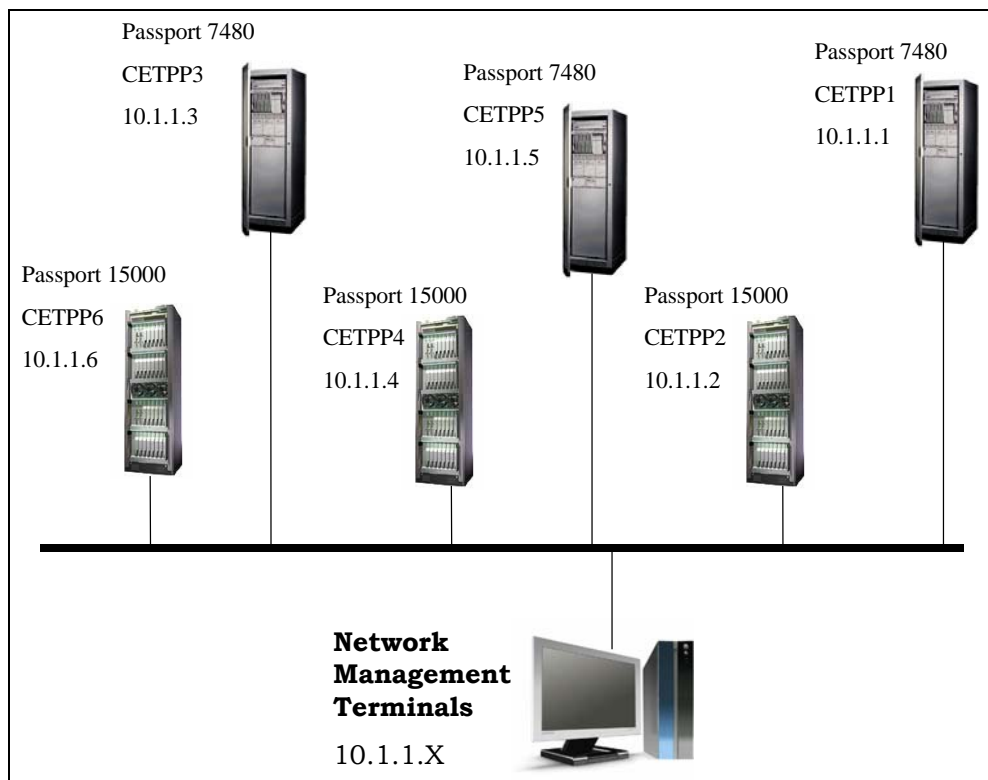 Passport 7480
CETPP3
10.1.1.3
Passport 7480
CETPP5
10.1.1.5
Passport 7480
CETPP1
10.1.1.1
Passport 15000
CETPP6
10.1.1.6
Passport 15000
CETPP4
10.1.1.4
Passport 15000
CETPP2
10.1.1.2
Network
Management
Terminals
10.1.1.X